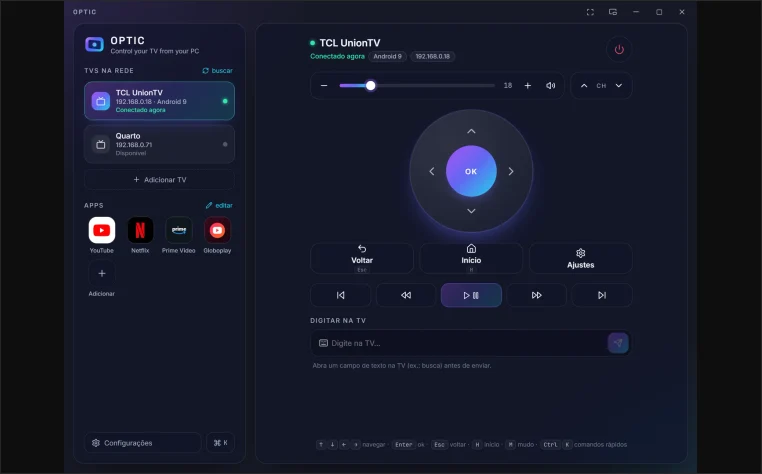 OPTIC
OPTIC
Control your TV from your PC
TVS NA REDE
buscar
TCL UnionTV
192.168.0.18 · Android 9
Conectado agora
Quarto
192.168.0.71
Disponível
+ Adicionar TV
APPS
editar
YouTube
Netflix
Prime Video
Globoplay
+
Adicionar
Configurações
⌘ K
TCL UnionTV
Conectado agora
Android 9
192.168.0.18
18
CH
OK
Voltar
Esc
Início
H
Ajustes
DIGITAR NA TV
Digite na TV...
Abra um campo de texto na TV (ex.: busca) antes de enviar.
↑ ↓ ← → navegar · Enter ok · Esc voltar · H início · M mudo · Ctrl K comandos rápidos